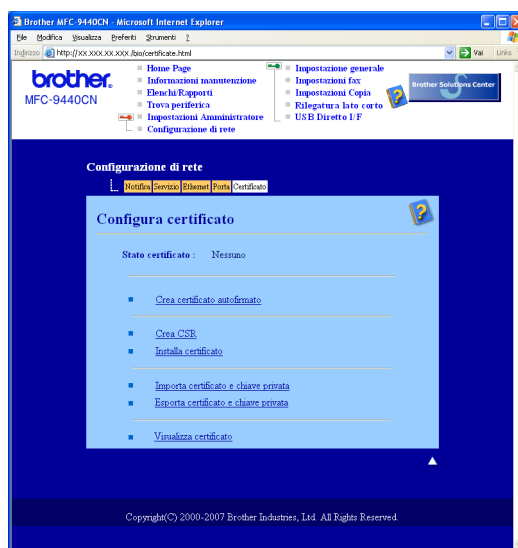 Brother MFC-9440CN - Microsoft Internet Explorer
File Modifica Visualizza Preferiti Strumenti ?
Indirizzo http://XX.XXX.XX.XXX /bio/certificate.html Vai Links
brother.
MFC-9440CN
Home Page
Informazioni manutenzione
Elenchi/Rapporti
Trova periferica
Impostazioni Amministratore
Configurazione di rete
Impostazione generale
Impostazioni fax
Impostazioni Copia
Rilegatura lato corto
USB Diretto I/F
Brother Solutions Center
Configurazione di rete
Notifica Servizio Ethernet Porta Certificato
Configura certificato
Stato certificato : Nessuno
Crea certificato autofirmato
Crea CSR
Installa certificato
Importa certificato e chiave privata
Esporta certificato e chiave privata
Visualizza certificato
Copyright(C) 2000-2007 Brother Industries, Ltd. All Rights Reserved.